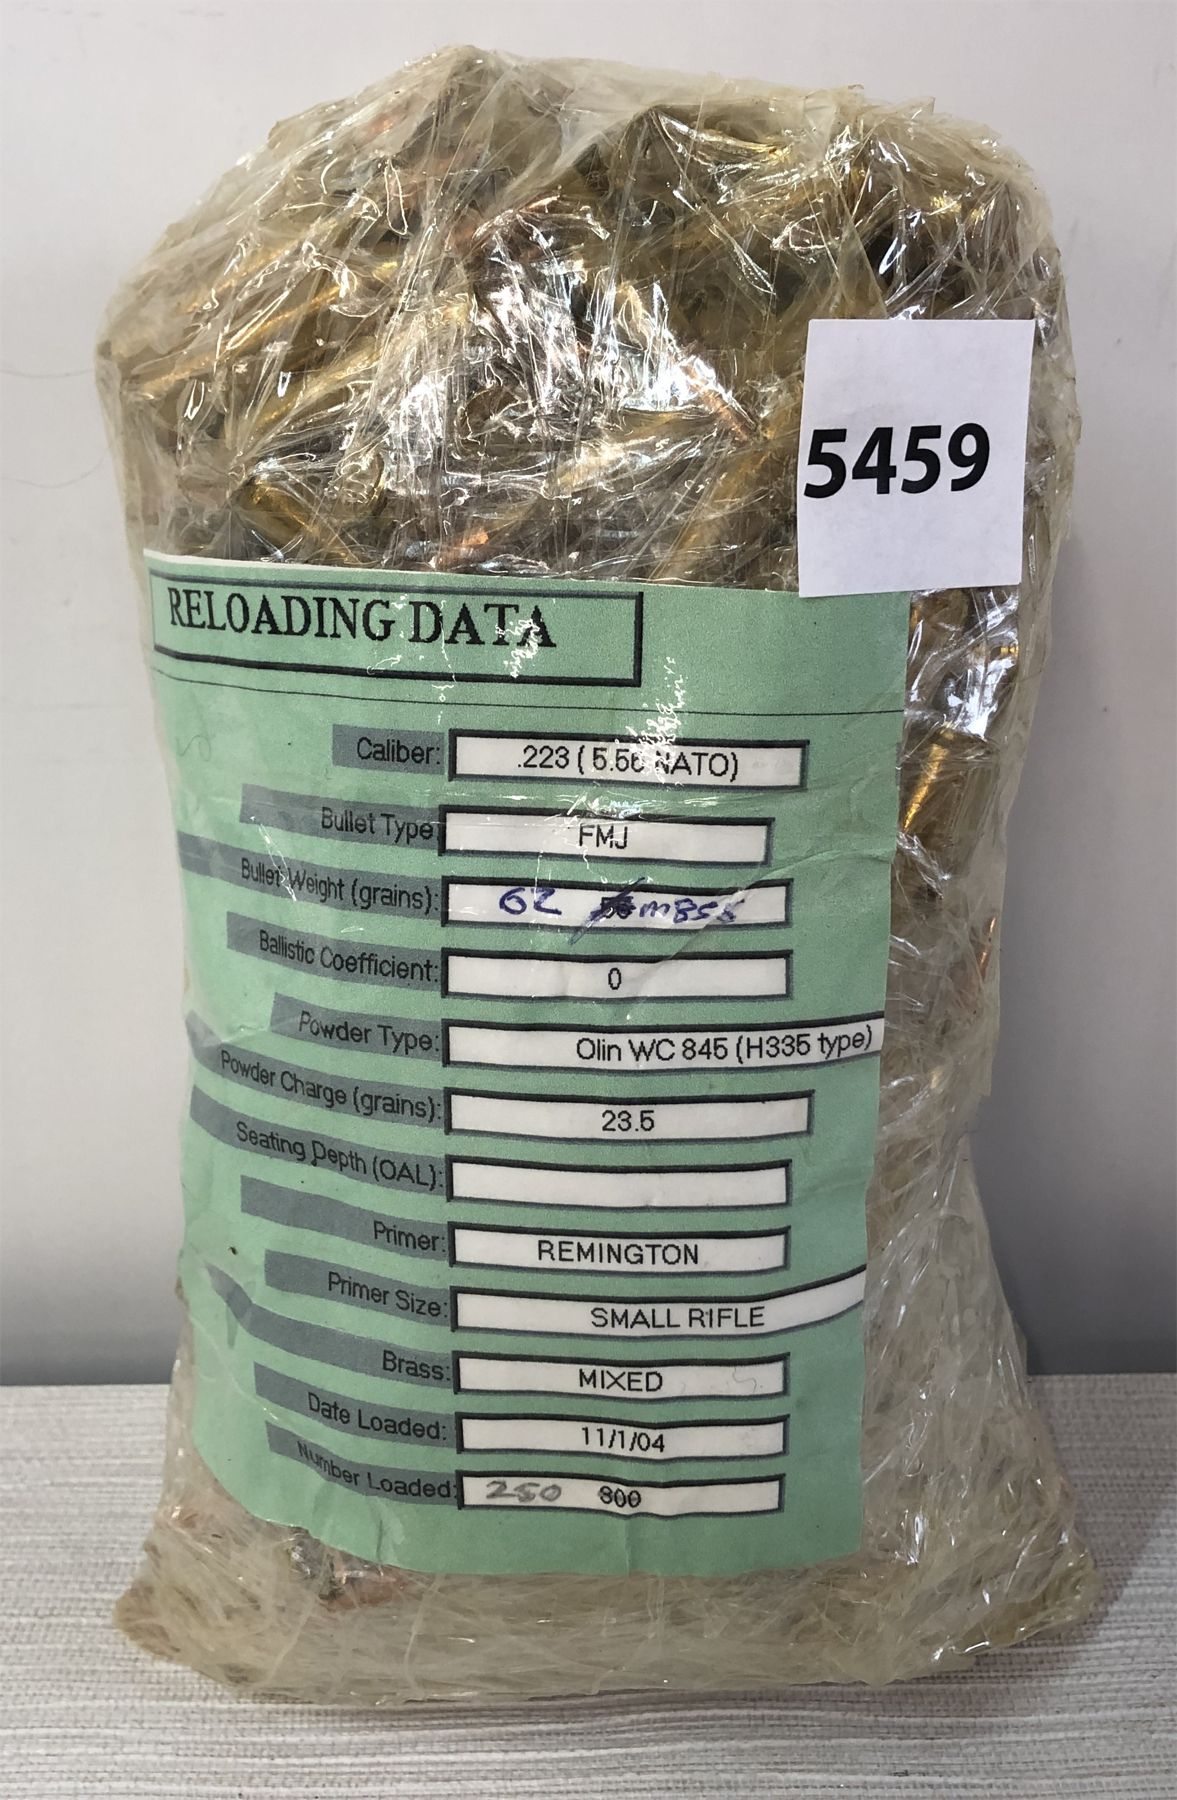 5459
RELOADING DATA
Caliber: .223 ( 5.56 NATO)
Bullet Type FMJ
Bullet Weight (grains): 62 m855
Ballistic Coefficient: 0
Powder Type: Olin WC 845 (H335 type)
Powder Charge (grains): 23.5
Seating Depth (OAL):
Primer: REMINGTON
Primer Size: SMALL RIFLE
Brass: MIXED
Date Loaded: 11/1/04
Number Loaded: 250 800